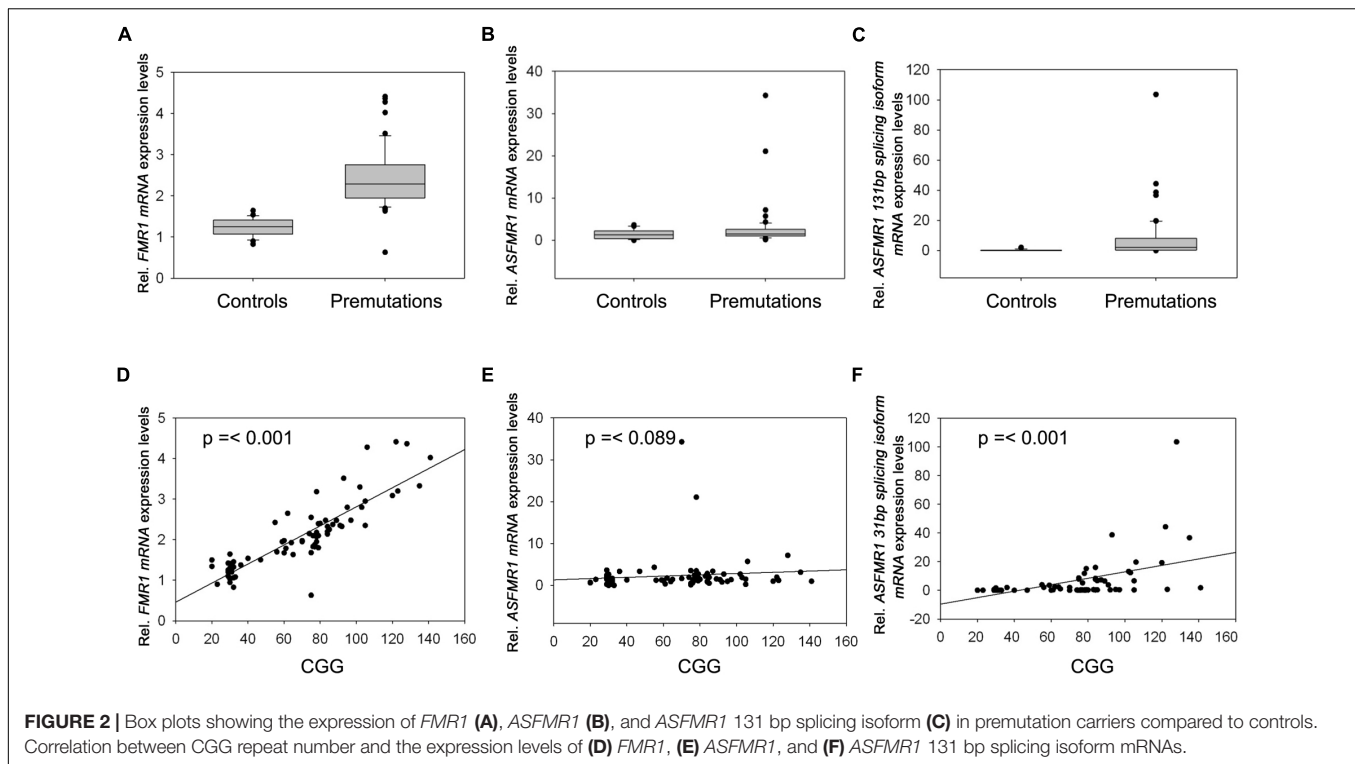 A
Rel. FMR1 mRNA expression levels
5
4
3
2
1
0
Controls
Premutations
B
Rel. ASFMR1 mRNA expression levels
40
30
20
10
0
Controls
Premutations
C
Rel. ASFMR1 131bp splicing isoform
mRNA expression levels
120
100
80
60
40
20
0
Controls
Premutations
D
Rel. FMR1 mRNA expression levels
5
4
3
2
1
0
p =< 0.001
0 20 40 60 80 100 120 140 160
CGG
E
Rel. ASFMR1 mRNA expression levels
40
30
20
10
0
p =< 0.089
0 20 40 60 80 100 120 140 160
CGG
F
Rel. ASFMR1 31bp splicing isoform
mRNA expression levels
120
100
80
60
40
20
0
-20
p =< 0.001
0 20 40 60 80 100 120 140 160
CGG
FIGURE 2 | Box plots showing the expression of FMR1 (A), ASFMR1 (B), and ASFMR1 131 bp splicing isoform (C) in premutation carriers compared to controls.
Correlation between CGG repeat number and the expression levels of (D) FMR1, (E) ASFMR1, and (F) ASFMR1 131 bp splicing isoform mRNAs.